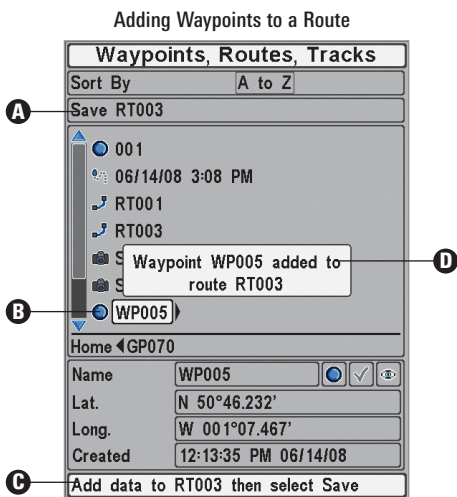 Adding Waypoints to a Route
Waypoints, Routes, Tracks
Sort By A to Z
A
Save RT003
001
06/14/08 3:08 PM
RT001
RT003
S
Waypoint WP005 added to
route RT003
D
S
B
WP005
Home GP070
Name WP005
Lat. N 50°46.232'
Long. W 001°07.467'
Created 12:13:35 PM 06/14/08
C
Add data to RT003 then select Save